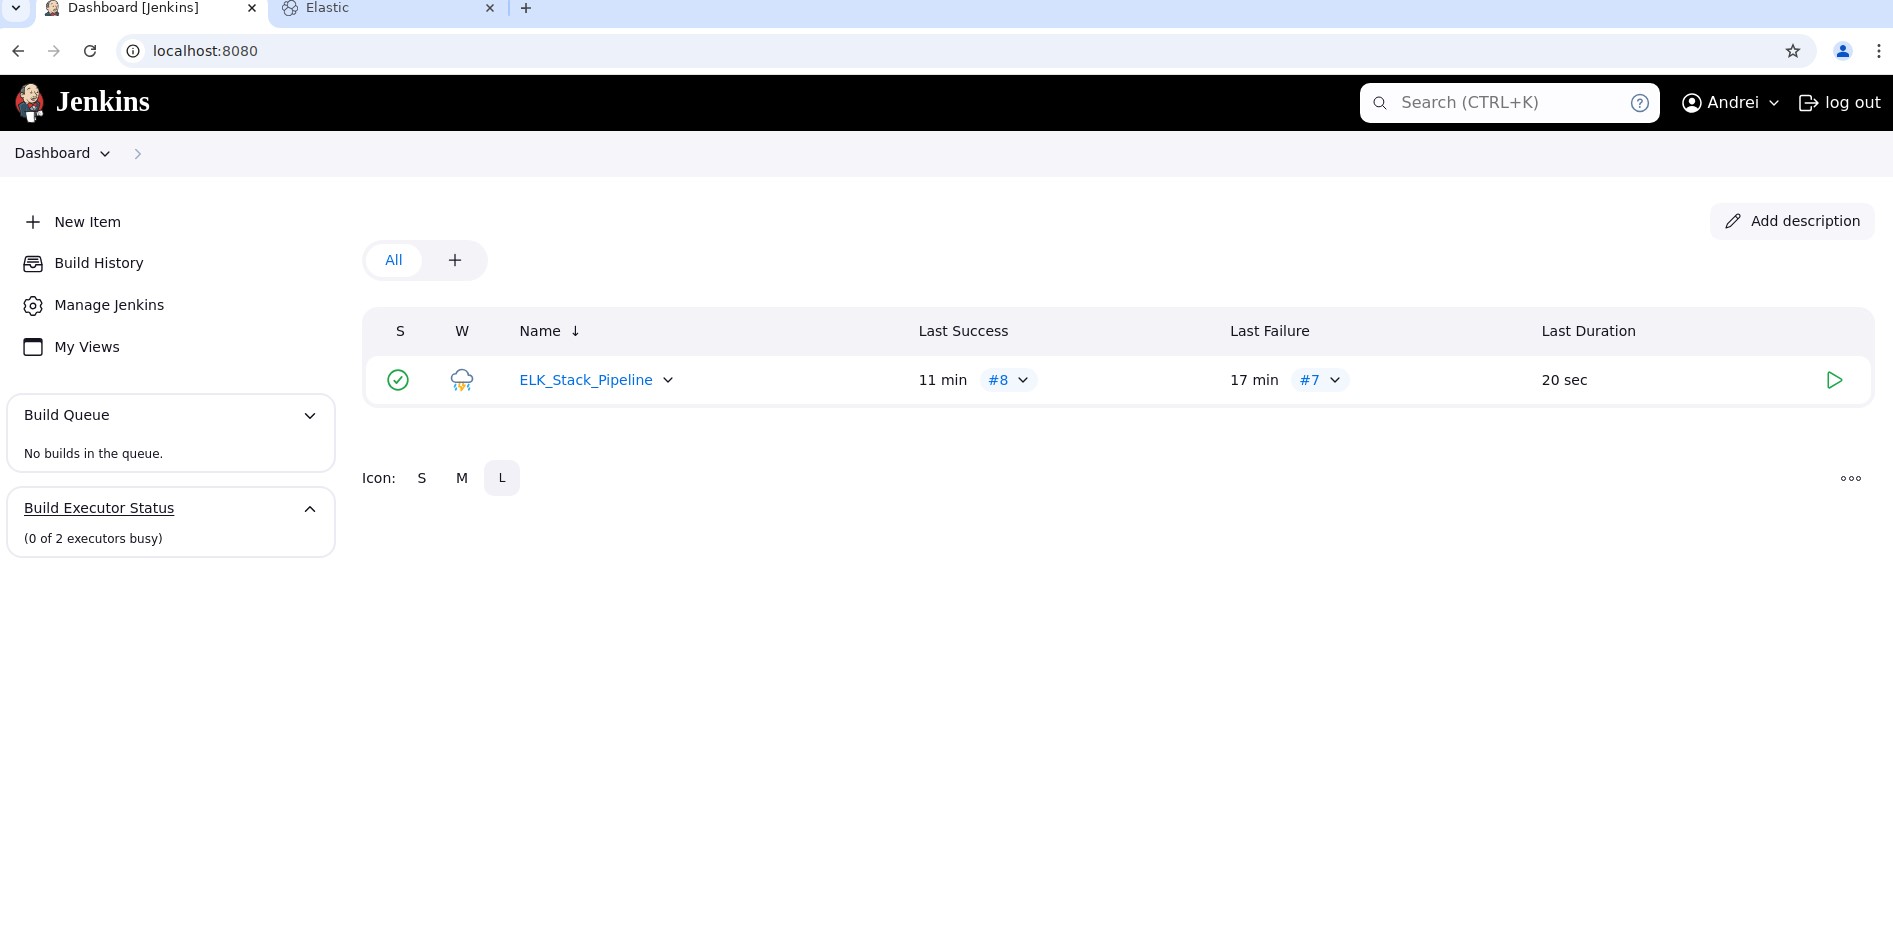 Dashboard [Jenkins]
Elastic
localhost:8080
Jenkins
Search (CTRL+K)
Andrei
log out
Dashboard
New Item
Build History
Manage Jenkins
My Views
Add description
All
S W Name ↓ Last Success Last Failure Last Duration
ELK_Stack_Pipeline 11 min #8 17 min #7 20 sec
Build Queue
No builds in the queue.
Build Executor Status
(0 of 2 executors busy)
Icon: S M L